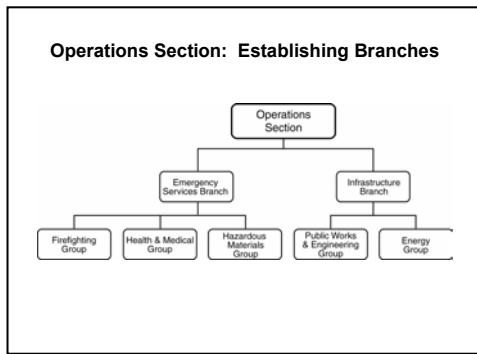 Operations Section: Establishing Branches
Operations
Section
Emergency
Services Branch
Infrastructure
Branch
Firefighting
Group
Health & Medical
Group
Hazardous
Materials
Group
Public Works
& Engineering
Group
Energy
Group